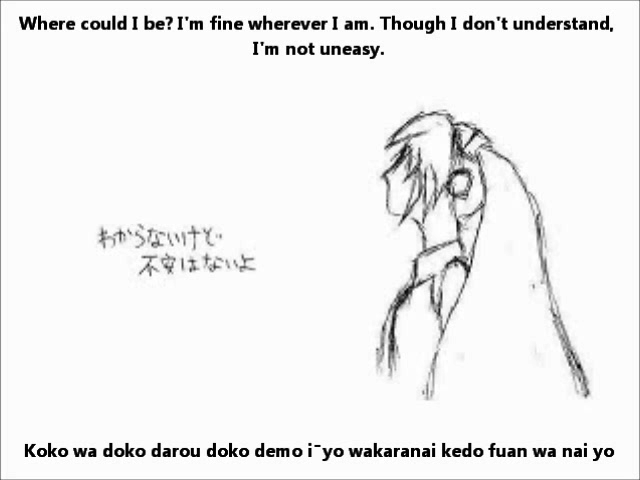 Where could I be? I'm fine wherever I am. Though I don't understand,
I'm not uneasy.
わからないけど
不安はないよ
Koko wa doko darou doko demo i¯yo wakaranai kedo fuan wa nai yo